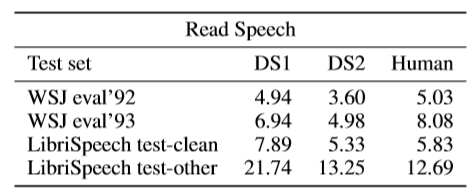 Read Speech
Test set DS1 DS2 Human
WSJ eval’92 4.94 3.60 5.03
WSJ eval’93 6.94 4.98 8.08
LibriSpeech test-clean 7.89 5.33 5.83
LibriSpeech test-other 21.74 13.25 12.69